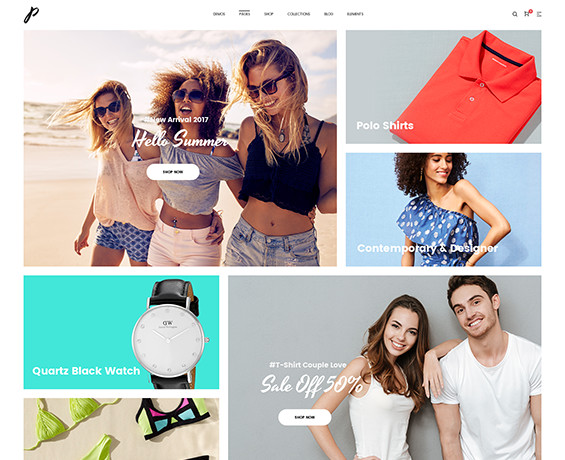 p
DEMOS PAGES SHOP COLLECTIONS BLOG ELEMENTS
#New Arrival 2017
Hello Summer
SHOP NOW
Polo Shirts
Contemporary & Designer
Quartz Black Watch
DW
#T-Shirt Couple Love
Sale Off 50%
SHOP NOW